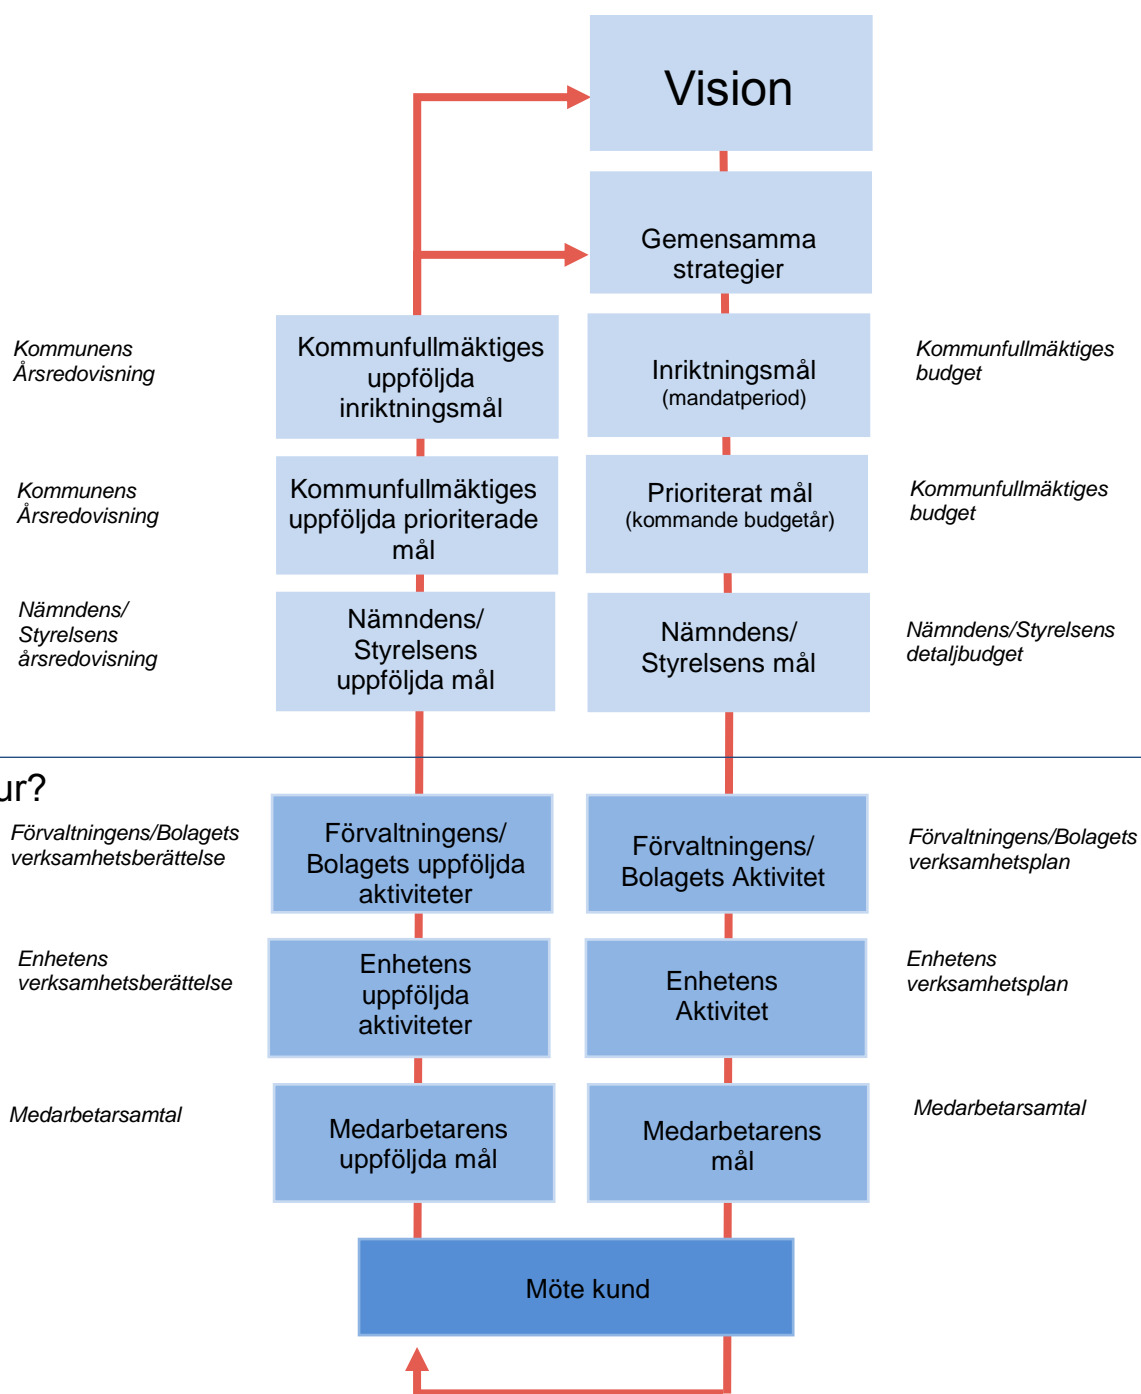 Vision
Gemensamma
strategier
Kommunens
Årsredovisning
Kommunfullmäktiges
uppföljda
inriktningsmål
Inriktningsmål
(mandatperiod)
Kommunfullmäktiges
budget
Kommunens
Årsredovisning
Kommunfullmäktiges
uppföljda prioriterade
mål
Prioriterat mål
(kommande budgetår)
Kommunfullmäktiges
budget
Nämndens/
Styrelsens
årsredovisning
Nämndens/
Styrelsens
uppföljda mål
Nämndens/
Styrelsens mål
Nämndens/Styrelsens
detaljbudget
ur?
Förvaltningens/Bolagets
verksamhetsberättelse
Förvaltningens/
Bolagets uppföljda
aktiviteter
Förvaltningens/
Bolagets Aktivitet
Förvaltningens/Bolagets
verksamhetsplan
Enhetens
verksamhetsberättelse
Enhetens
uppföljda
aktiviteter
Enhetens
Aktivitet
Enhetens
verksamhetsplan
Medarbetarsamtal
Medarbetarens
uppföljda mål
Medarbetarens
mål
Medarbetarsamtal
Möte kund